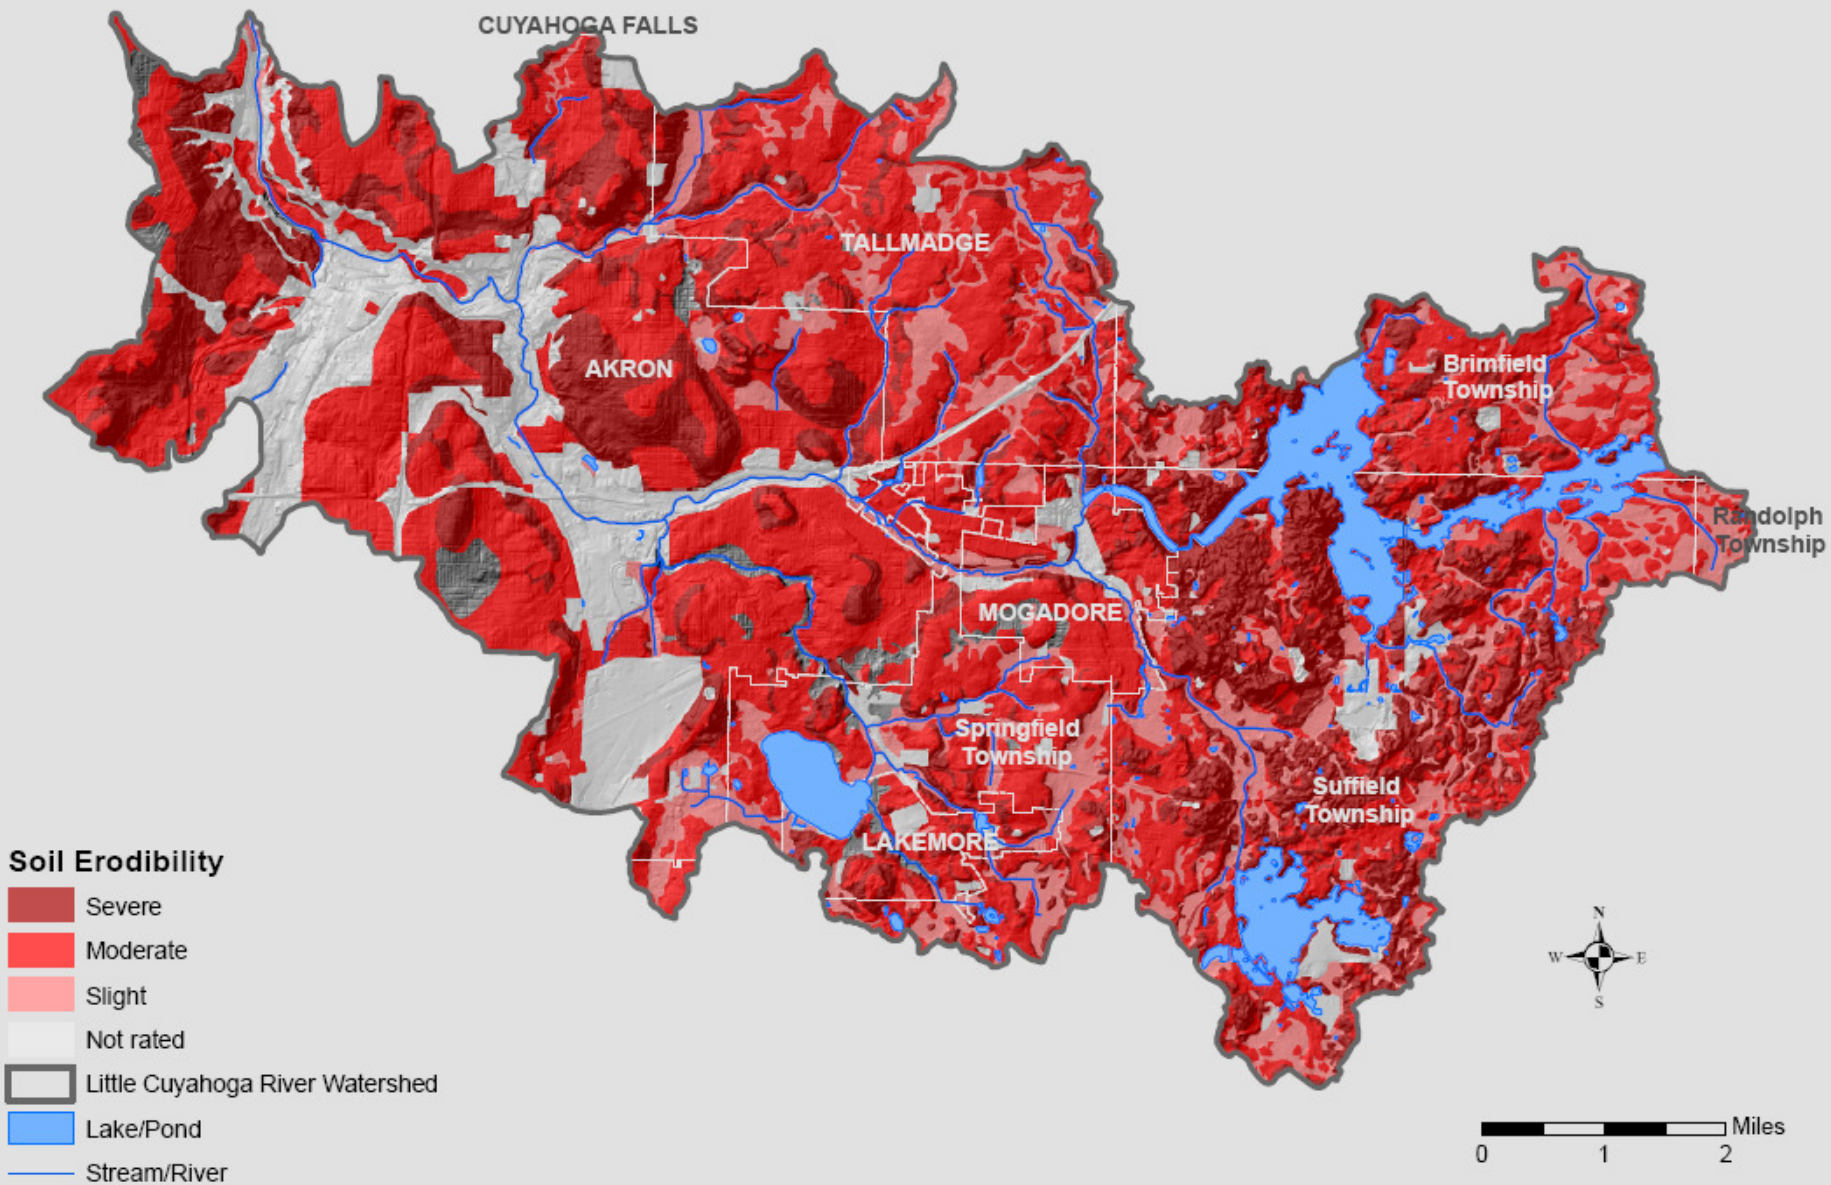 CUYAHOGA FALLS
TALLMADGE
AKRON
Brimfield
Township
Randolph
Township
MOGADORE
Springfield
Township
Suffield
Township
LAKEMORE
Soil Erodibility
Severe
Moderate
Slight
Not rated
Little Cuyahoga River Watershed
Lake/Pond
Stream/River
N
W E
S
Miles
0 1 2